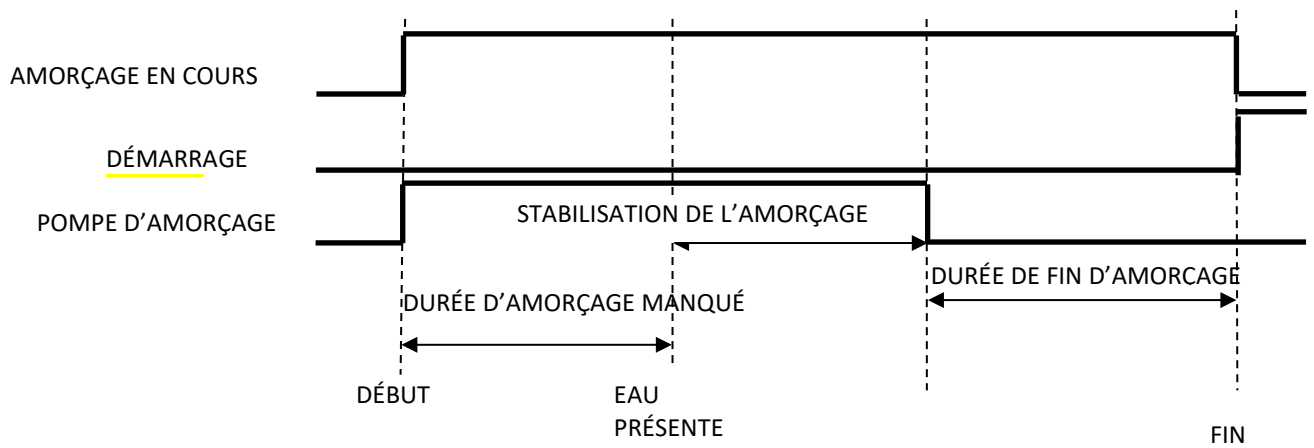 AMORÇAGE EN COURS
DÉMARRAGE
POMPE D’AMORÇAGE
STABILISATION DE L’AMORÇAGE
DURÉE DE FIN D’AMORCAGE
DURÉE D’AMORÇAGE MANQUÉ
DÉBUT
EAU
PRÉSENTE
FIN